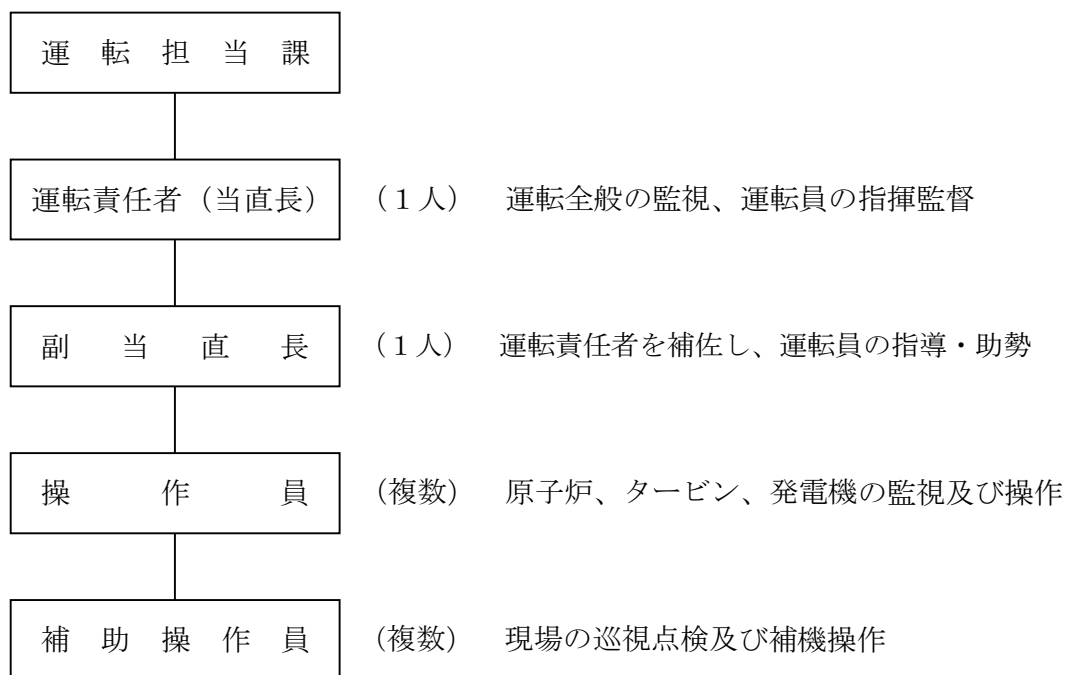 運転担当課
運転責任者（当直長） （１人） 運転全般の監視、運転員の指揮監督
副当直長 （１人） 運転責任者を補佐し、運転員の指導・助勢
操作員 （複数） 原子炉、タービン、発電機の監視及び操作
補助操作員 （複数） 現場の巡視点検及び補機操作